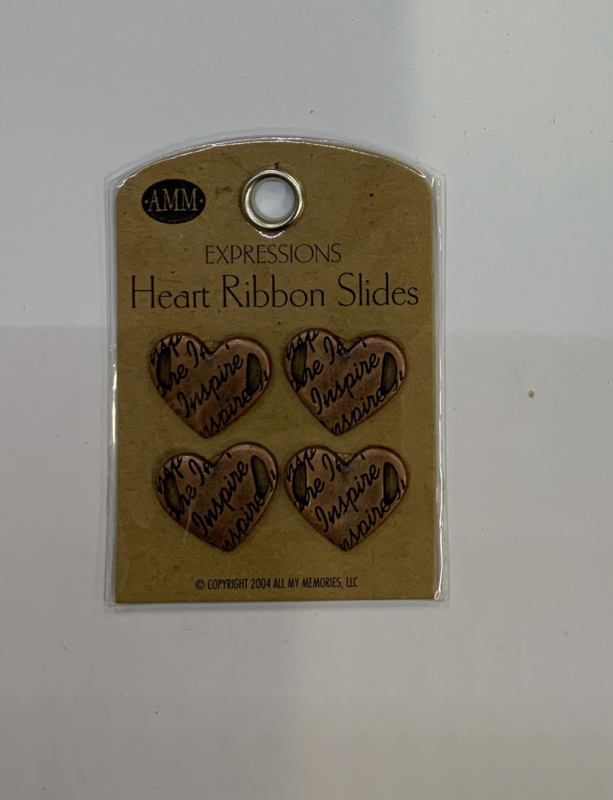 ·AMM·
EXPRESSIONS
Heart Ribbon Slides
Inspire
Inspire
Inspire
Inspire
© COPYRIGHT 2004 ALL MY MEMORIES, LLC